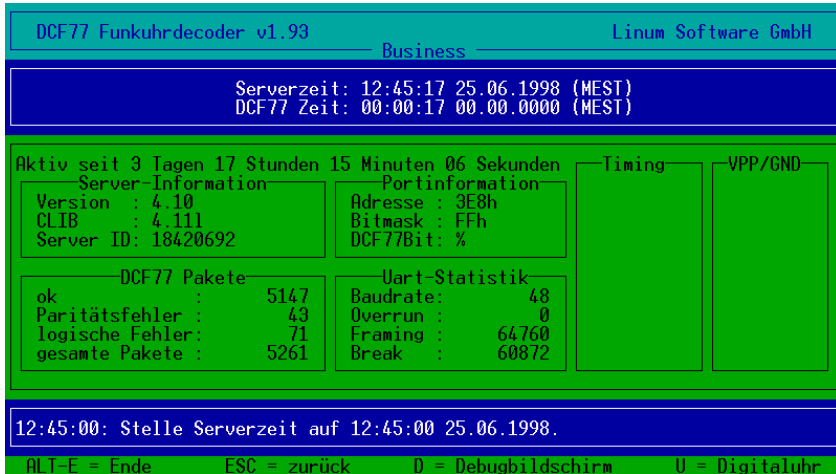 DCF77 Funkuhrdecoder v1.93 Linum Software GmbH
Business
Serverzeit: 12:45:17 25.06.1998 (MEST)
DCF77 Zeit: 00:00:17 00.00.0000 (MEST)
Aktiv seit 3 Tagen 17 Stunden 15 Minuten 06 Sekunden
Server-Information
Version : 4.10
CLIB : 4.11l
Server ID: 18420692
Portinformation
Adresse : 3E8h
Bitmask : FFh
DCF77Bit: %
Timing
VPP/GND
DCF77 Pakete
ok : 5147
Paritätsfehler : 43
logische Fehler: 71
gesamte Pakete : 5261
Uart-Statistik
Baudrate: 48
Overrun : 0
Framing : 64760
Break : 60872
12:45:00: Stelle Serverzeit auf 12:45:00 25.06.1998.
ALT-E = Ende ESC = zurück D = Debugbildschirm U = Digitaluhr